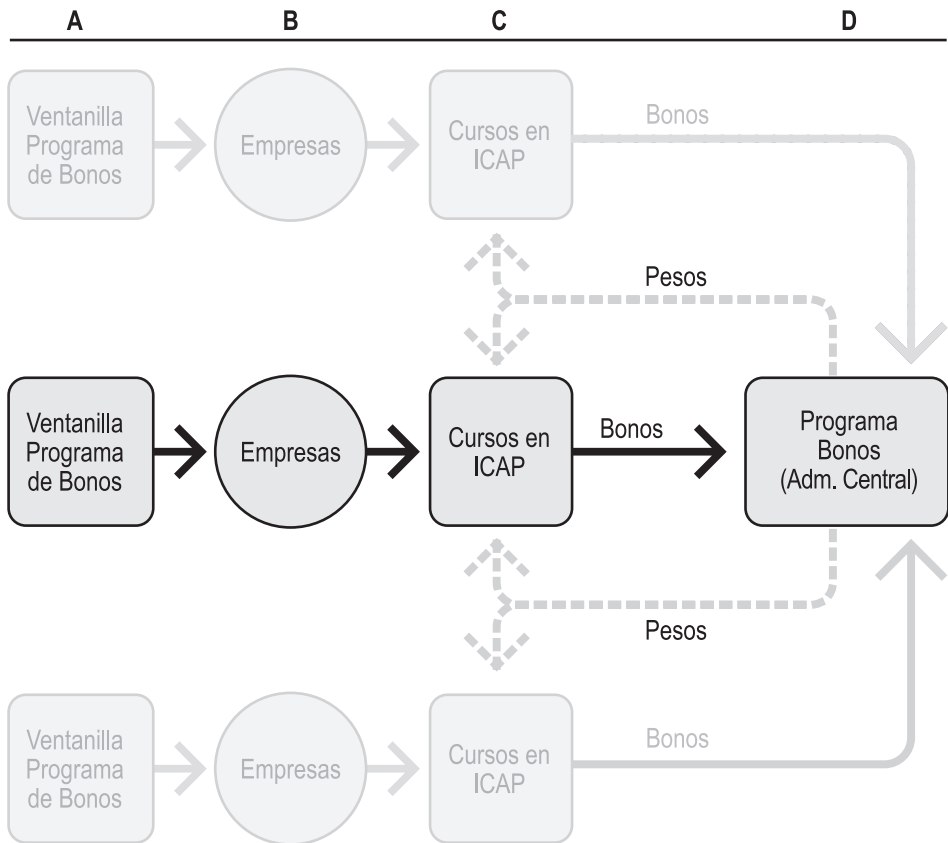 A B C D
Ventanilla
Programa
de Bonos
Empresas
Cursos en
ICAP
Bonos
Pesos
Ventanilla
Programa
de Bonos
Empresas
Cursos en
ICAP
Bonos
Programa
Bonos
(Adm. Central)
Pesos
Ventanilla
Programa
de Bonos
Empresas
Cursos en
ICAP
Bonos